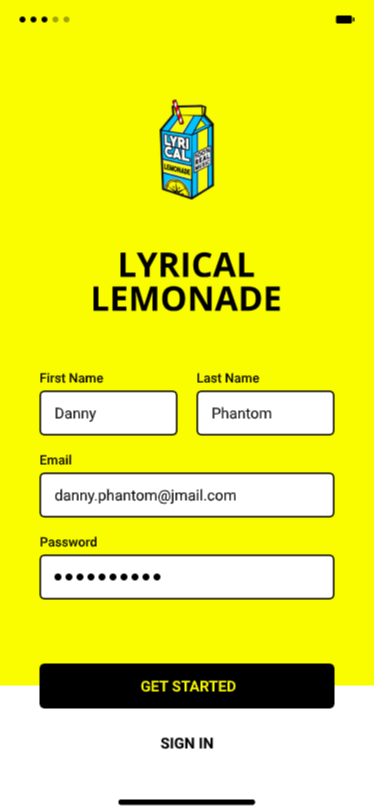 LYRI
CAL
LEMONADE
LYRICAL
LEMONADE
First Name
Last Name
Danny
Phantom
Email
danny.phantom@jmail.com
Password
GET STARTED
SIGN IN